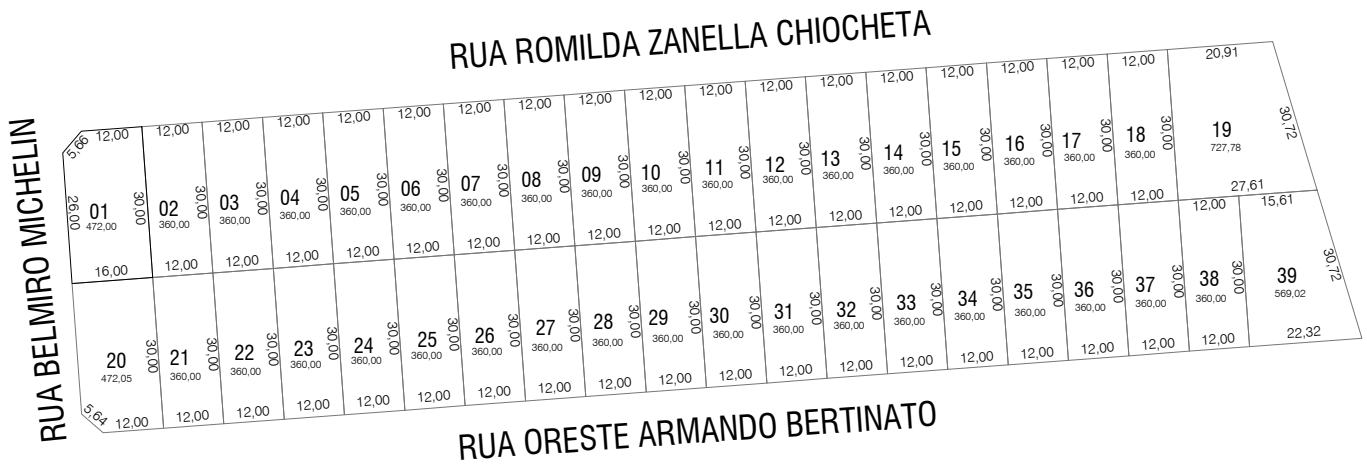 RUA ROMILDA ZANELLA CHIOCHETA
RUA BELMIRO MICHELIN
5,66
12,00 12,00 12,00 12,00 12,00 12,00 12,00 12,00 12,00 12,00 12,00 12,00 12,00 12,00 12,00 12,00 12,00 12,00 20,91
26,00
30,00 30,00 30,00 30,00 30,00 30,00 30,00 30,00 30,00 30,00 30,00 30,00 30,00 30,00 30,00 30,00 30,00 30,00 30,72
01 02 03 04 05 06 07 08 09 10 11 12 13 14 15 16 17 18 19
472,00 360,00 360,00 360,00 360,00 360,00 360,00 360,00 360,00 360,00 360,00 360,00 360,00 360,00 360,00 360,00 360,00 360,00 727,78
16,00 12,00 12,00 12,00 12,00 12,00 12,00 12,00 12,00 12,00 12,00 12,00 12,00 12,00 12,00 12,00 12,00 12,00 27,61
12,00 15,61
30,00 30,00 30,00 30,00 30,00 30,00 30,00 30,00 30,00 30,00 30,00 30,00 30,00 30,00 30,00 30,00 30,00 30,00 30,00 30,72
20 21 22 23 24 25 26 27 28 29 30 31 32 33 34 35 36 37 38 39
472,05 360,00 360,00 360,00 360,00 360,00 360,00 360,00 360,00 360,00 360,00 360,00 360,00 360,00 360,00 360,00 360,00 360,00 360,00 569,02
5,64
12,00 12,00 12,00 12,00 12,00 12,00 12,00 12,00 12,00 12,00 12,00 12,00 12,00 12,00 12,00 12,00 12,00 12,00 12,00 22,32
RUA ORESTE ARMANDO BERTINATO